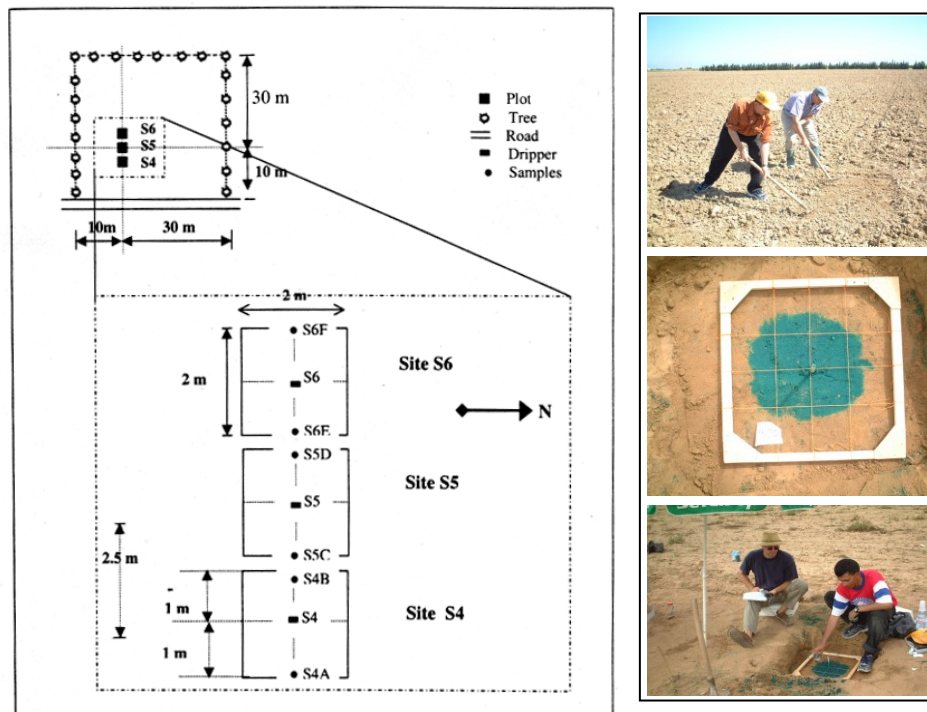 30 m
10 m
S6
S5
S4
10m
30 m
Plot
Tree
Road
Dripper
Samples
2 m
2 m
S6F
S6
S6E
Site S6
N
S5D
S5
S5C
Site S5
2.5 m
S4B
S4
S4A
1 m
1 m
Site S4